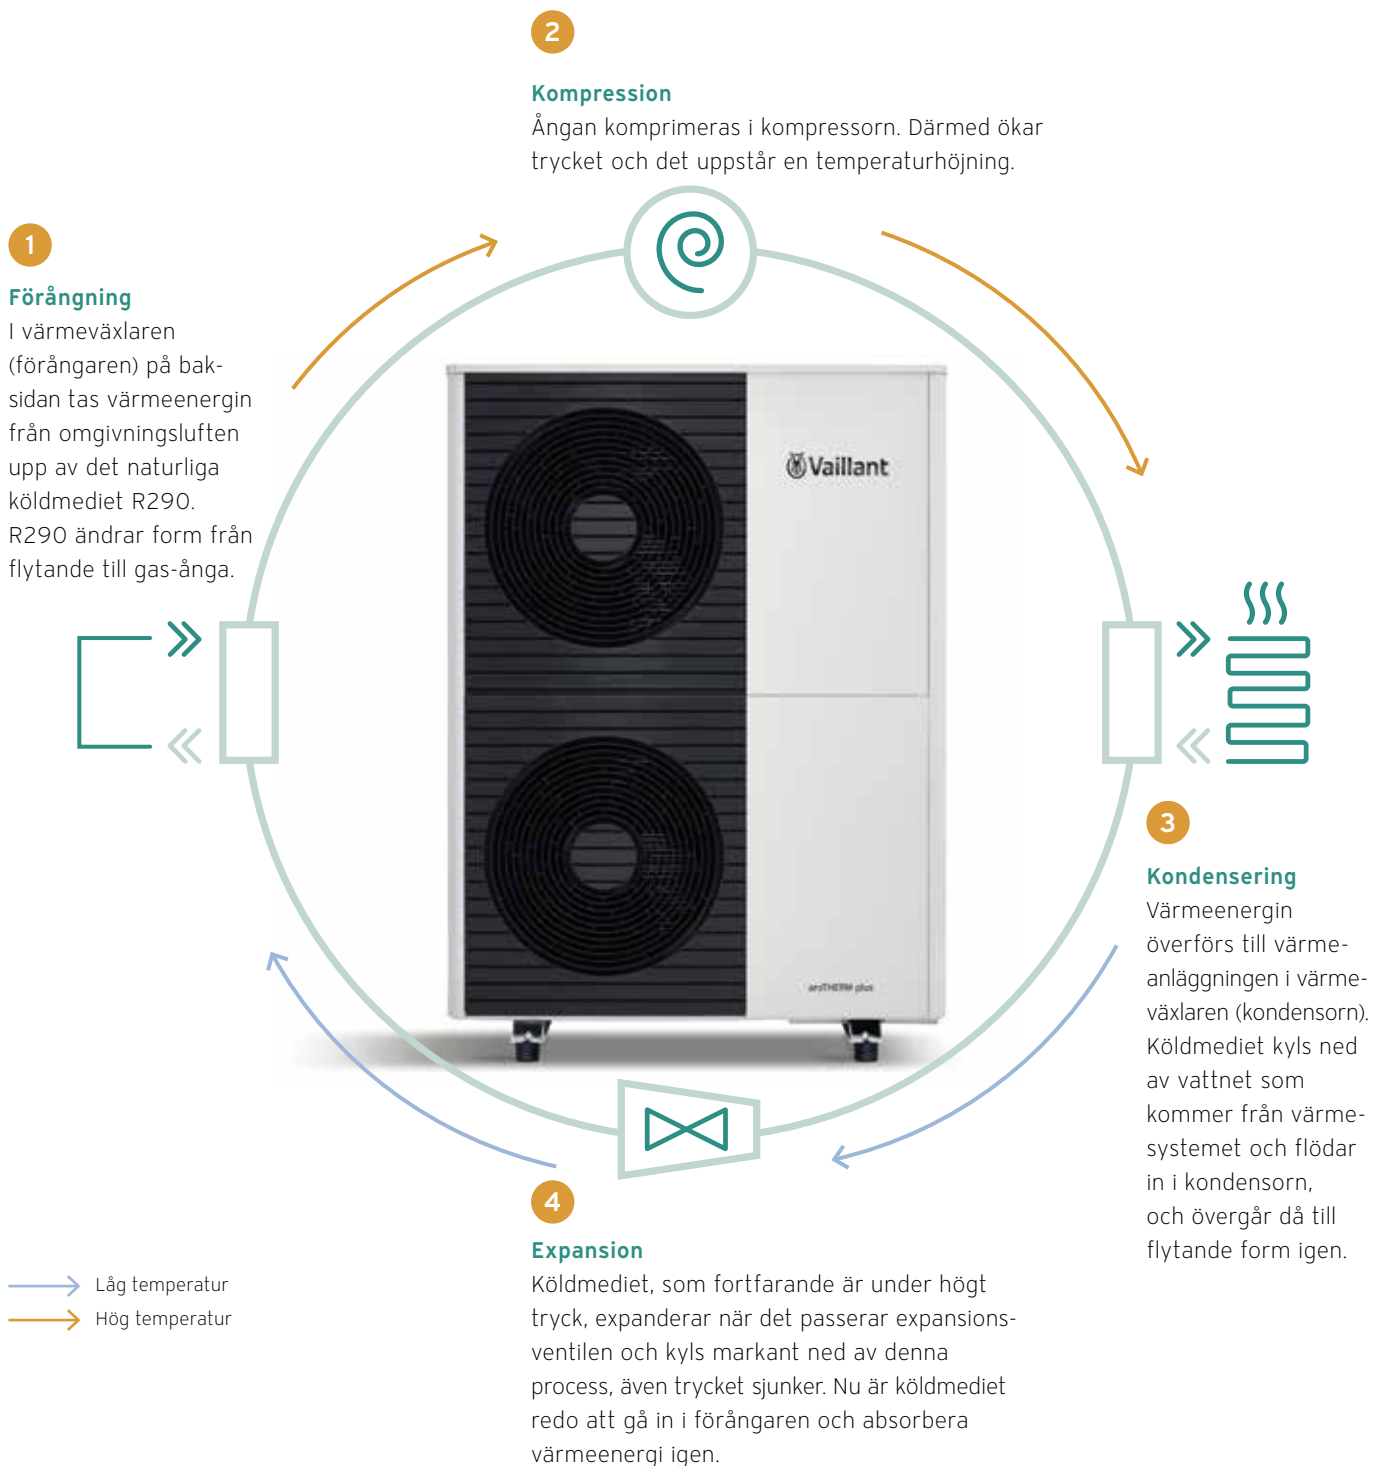 2
Kompression
Ångan komprimeras i kompressorn. Därmed ökar
trycket och det uppstår en temperaturhöjning.
1
Förångning
I värmeväxlaren
(förångaren) på bak-
sidan tas värmeenergin
från omgivningsluften
upp av det naturliga
köldmediet R290.
R290 ändrar form från
flytande till gas-ånga.
Vaillant
aroTHERM plus
3
Kondensering
Värmeenergin
överförs till värme-
anläggningen i värme-
växlaren (kondensorn).
Köldmediet kyls ned
av vattnet som
kommer från värme-
systemet och flödar
in i kondensorn,
och övergår då till
flytande form igen.
4
Expansion
Köldmediet, som fortfarande är under högt
tryck, expanderar när det passerar expansions-
ventilen och kyls markant ned av denna
process, även trycket sjunker. Nu är köldmediet
redo att gå in i förångaren och absorbera
värmeenergi igen.
Låg temperatur
Hög temperatur